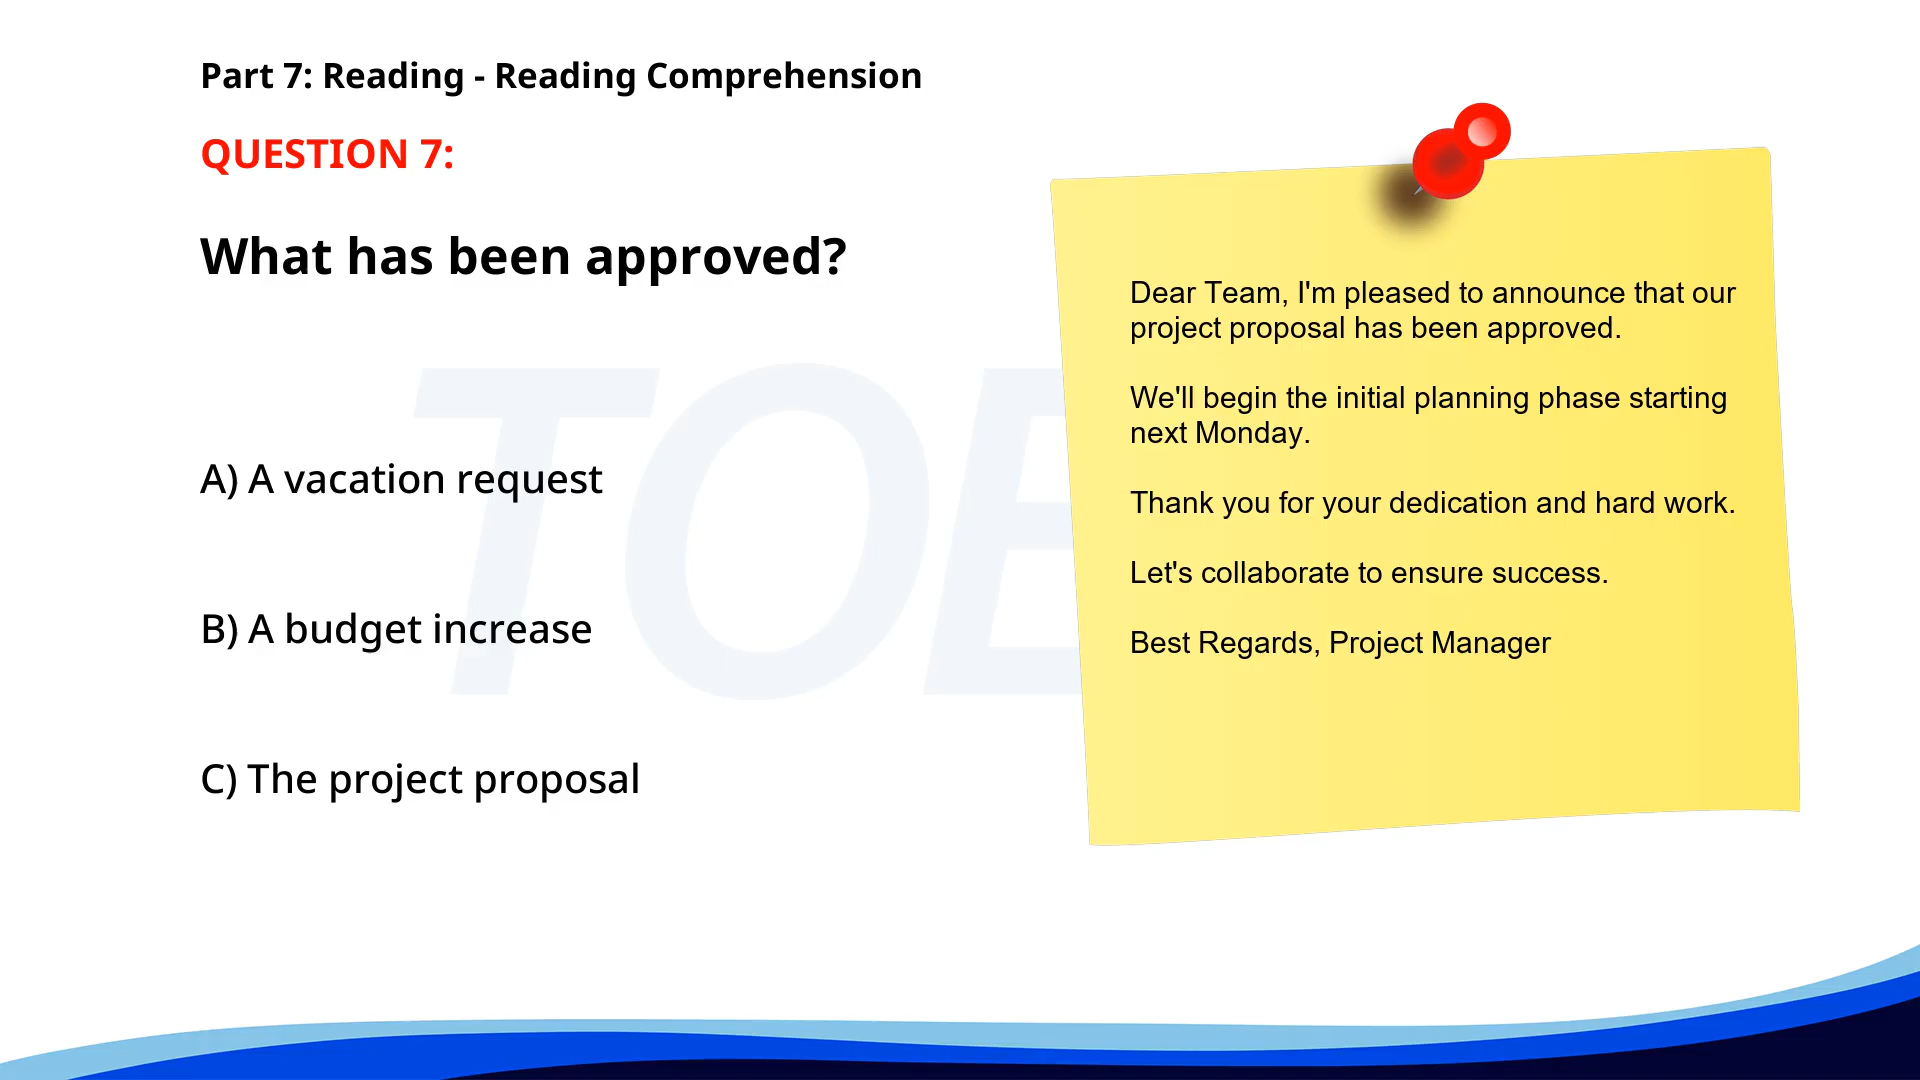 Part 7: Reading - Reading Comprehension
QUESTION 7:
What has been approved?
A) A vacation request
B) A budget increase
C) The project proposal
Dear Team, I'm pleased to announce that our
project proposal has been approved.
We'll begin the initial planning phase starting
next Monday.
Thank you for your dedication and hard work.
Let's collaborate to ensure success.
Best Regards, Project Manager